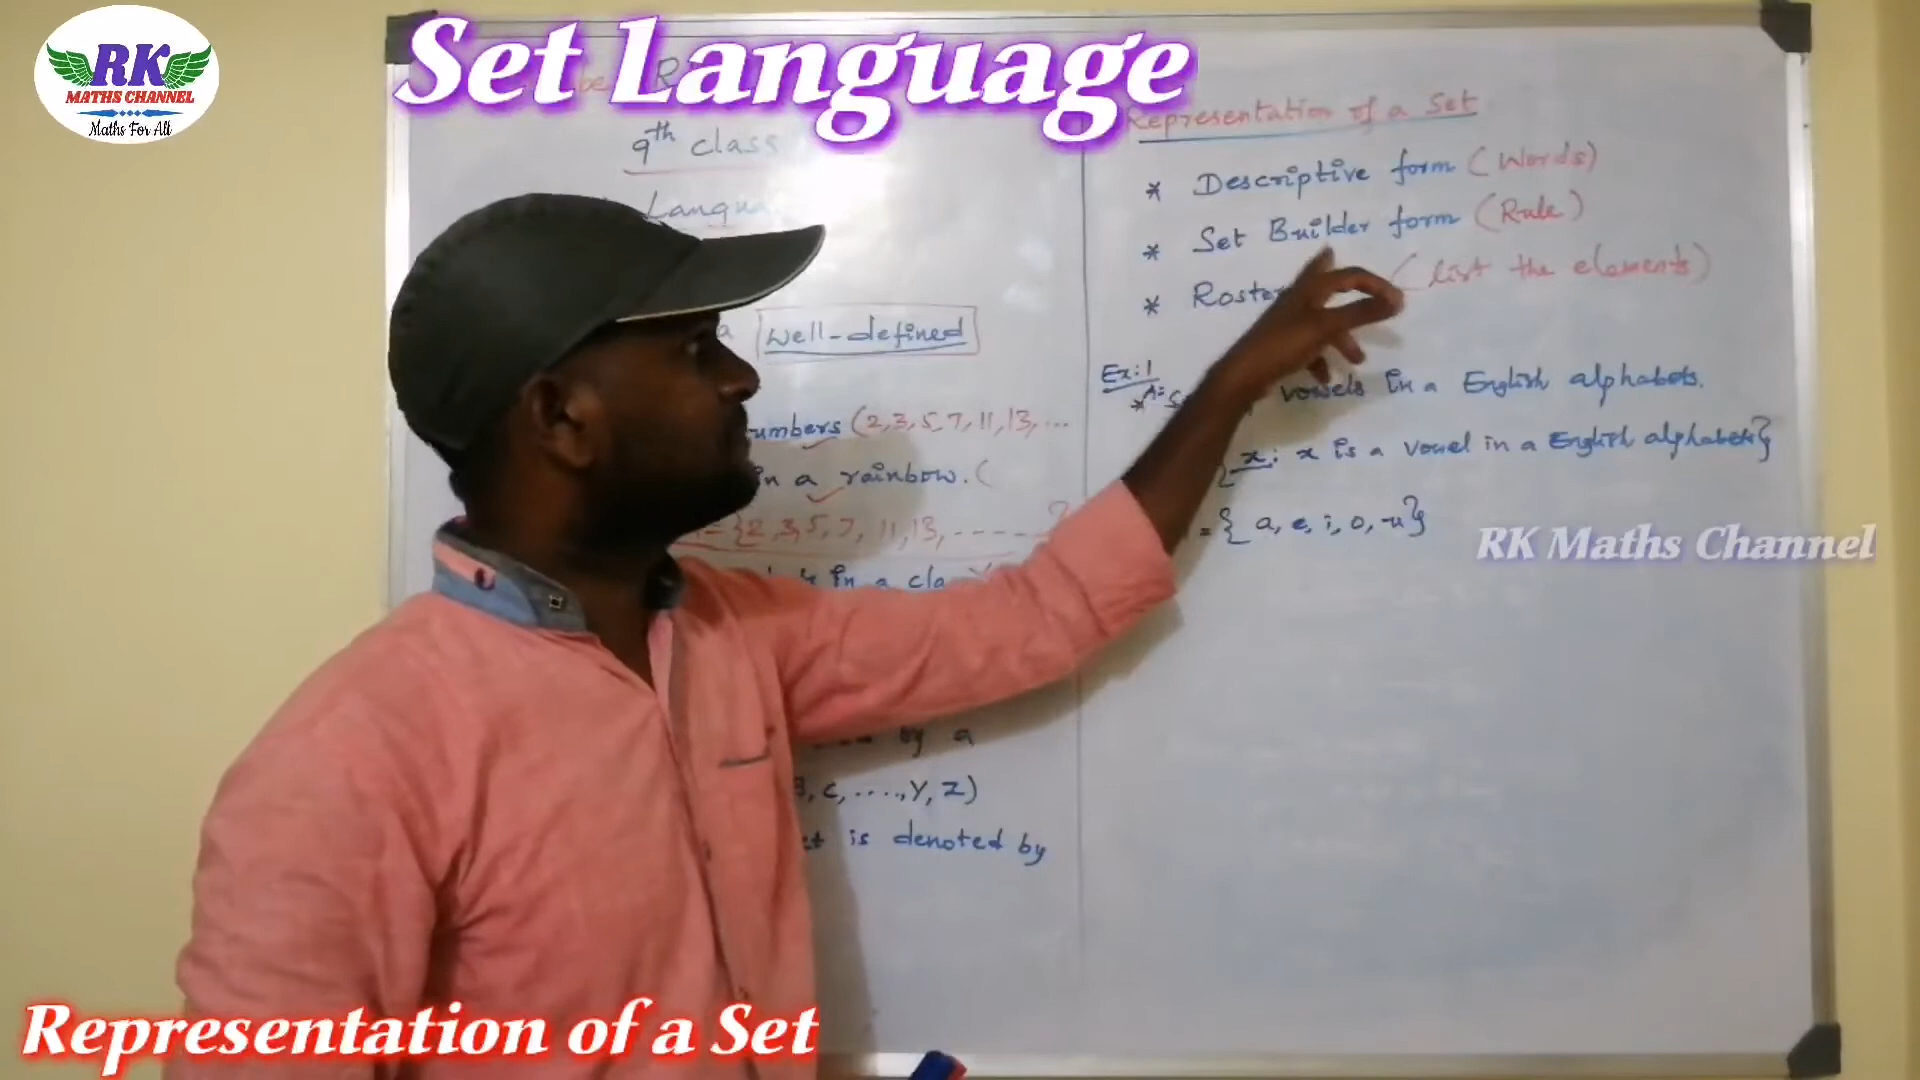 RK
MATHS CHANNEL
Maths For All
Set Language
9th class
Langua
a well-defined
umbers (2,3,5,7,11,13,...
in a rainbow. (
= {2,3,5,7,11,13,-----}
in a cla
by a
B, C, ...., Y, Z)
et is denoted by
Representation of a Set
* Descriptive form (Words)
* Set Builder form (Rule)
* Roster (list the elements)
Ex:1
* A= vowels in a English alphabets.
{x: x is a vowel in a English alphabets}
= { a, e, i, o, u}
RK Maths Channel
Representation of a Set